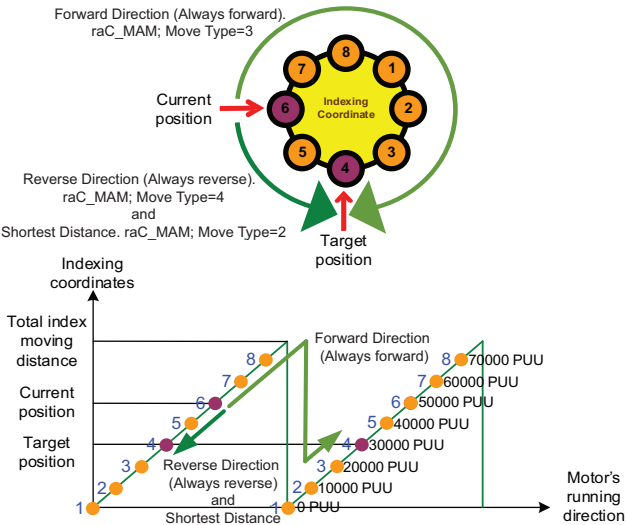 Forward Direction (Always forward).
raC_MAM; Move Type=3
8
7
1
Current
position
6
Indexing
Coordinate
2
5
3
4
Reverse Direction (Always reverse).
raC_MAM; Move Type=4
and
Shortest Distance. raC_MAM; Move Type=2
Target
position
Indexing
coordinates
Total index
moving
distance
Current
position
Target
position
1
2
3
4
5
6
7
8
Reverse Direction
(Always reverse)
and
Shortest Distance
Forward Direction
(Always forward)
8 70000 PUU
7 60000 PUU
6 50000 PUU
5 40000 PUU
4 30000 PUU
3 20000 PUU
2 10000 PUU
1 0 PUU
Motor's
running
direction